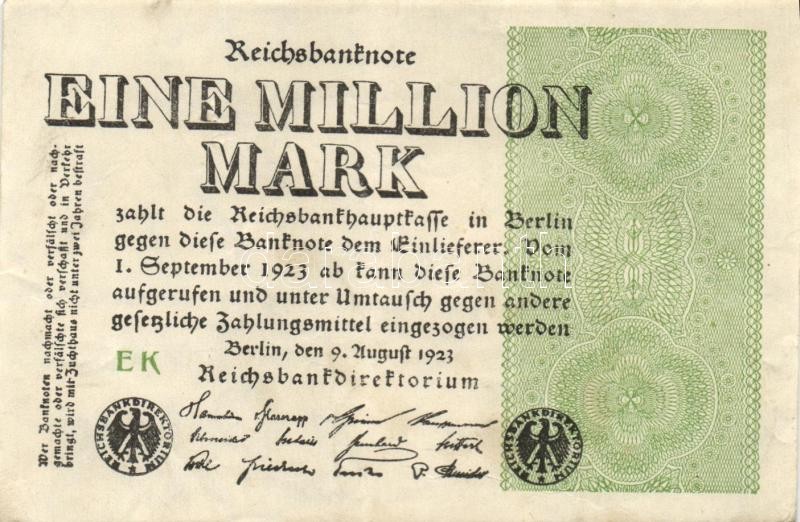 Reichsbanknote
EINE MILLION
MARK
zahlt die Reichsbankhauptkasse in Berlin
gegen diese Banknote dem Einlieferer. Vom
1. September 1923 ab kann diese Banknote
aufgerufen und unter Umtausch gegen andere
gesetzliche Zahlungsmittel eingezogen werden
Berlin, den 9. August 1923
Reichsbankdirektorium
EK
Wer Banknoten nachmacht oder verfälscht oder nach-
gemachte oder verfälschte sich verschafft und in Verkehr
bringt, wird mit Zuchthaus nicht unter zwei Jahren bestraft
REICHSBANKDIREKTORIUM
REICHSBANKDIREKTORIUM